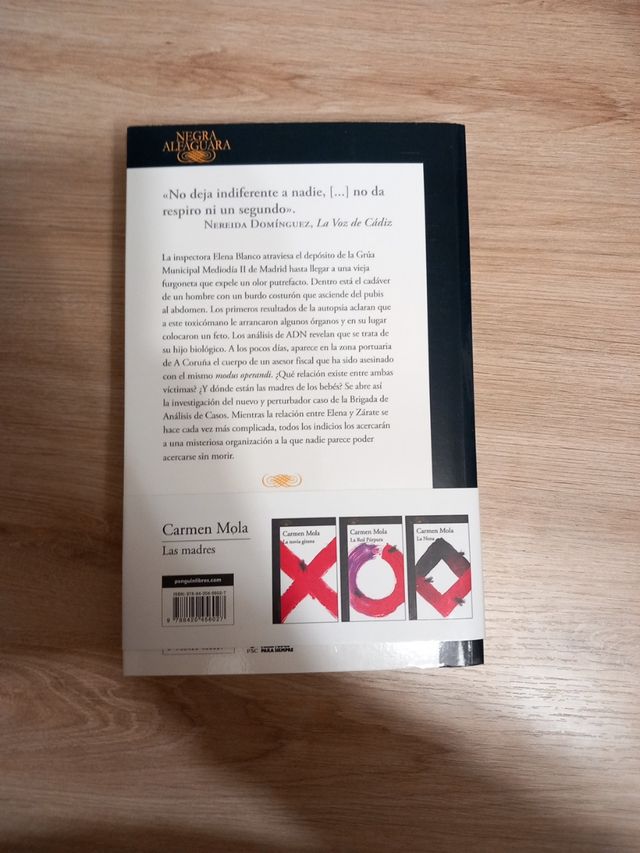 NEGRA
ALFAGUARA
«No deja indiferente a nadie, [...] no da
respiro ni un segundo».
NEREIDA DOMÍNGUEZ, La Voz de Cádiz
La inspectora Elena Blanco atraviesa el depósito de la Grúa
Municipal Mediodía II de Madrid hasta llegar a una vieja
furgoneta que expele un olor putrefacto. Dentro está el cadáver
de un hombre con un burdo costurón que asciende del pubis
al abdomen. Los primeros resultados de la autopsia aclaran que
a este toxicómano le arrancaron algunos órganos y en su lugar
colocaron un feto. Los análisis de ADN revelan que se trata de
su hijo biológico. A los pocos días, aparece en la zona portuaria
de A Coruña el cuerpo de un asesor fiscal que ha sido asesinado
con el mismo modus operandi. ¿Qué relación existe entre ambas
víctimas? ¿Y dónde están las madres de los bebés? Se abre así
la investigación del nuevo y perturbador caso de la Brigada de
Análisis de Casos. Mientras la relación entre Elena y Zárate se
hace cada vez más complicada, todos los indicios los acercarán
a una misteriosa organización a la que nadie parece poder
acercarse sin morir.
Carmen Mola
Las madres
penguinlibros.com
Carmen Mola
La novia gitana
Carmen Mola
La Red Púrpura
Carmen Mola
La Nena
9 788420 456027
PARA SIEMPRE